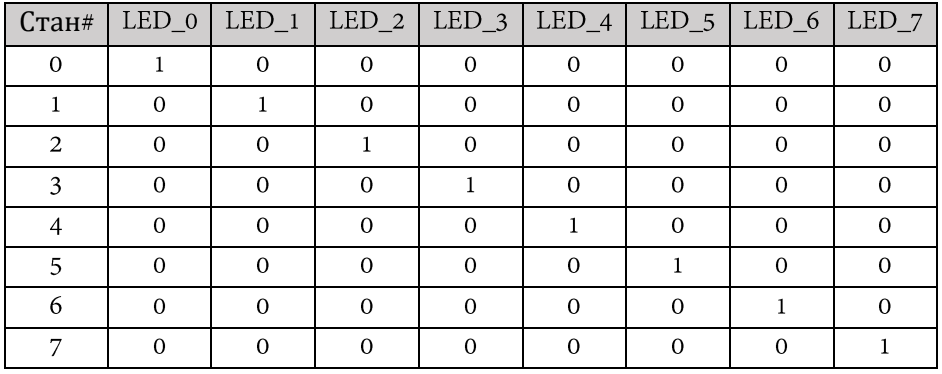 Стан# LED_0 LED_1 LED_2 LED_3 LED_4 LED_5 LED_6 LED_7
0 1 0 0 0 0 0 0 0
1 0 1 0 0 0 0 0 0
2 0 0 1 0 0 0 0 0
3 0 0 0 1 0 0 0 0
4 0 0 0 0 1 0 0 0
5 0 0 0 0 0 1 0 0
6 0 0 0 0 0 0 1 0
7 0 0 0 0 0 0 0 1